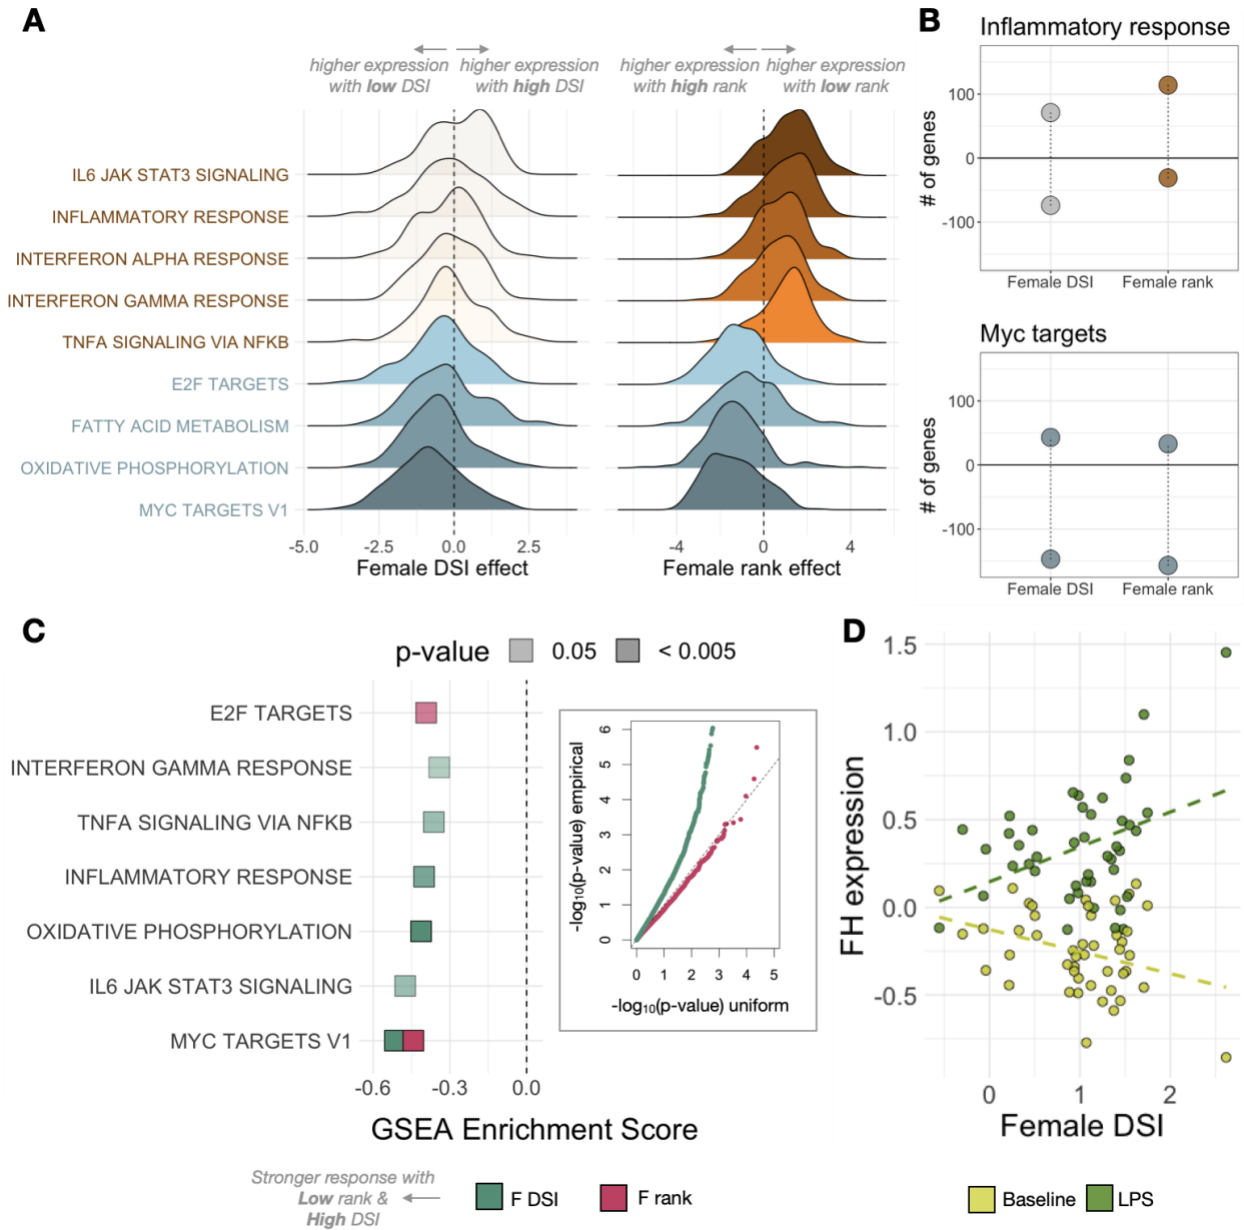 A
higher expression
with low DSI
higher expression
with high DSI
higher expression
with high rank
higher expression
with low rank
IL6 JAK STAT3 SIGNALING
INFLAMMATORY RESPONSE
INTERFERON ALPHA RESPONSE
INTERFERON GAMMA RESPONSE
TNFA SIGNALING VIA NFKB
E2F TARGETS
FATTY ACID METABOLISM
OXIDATIVE PHOSPHORYLATION
MYC TARGETS V1
-5.0 -2.5 0.0 2.5
Female DSI effect
-4 0 4
Female rank effect
B
Inflammatory response
# of genes
100
0
-100
Female DSI Female rank
Myc targets
# of genes
100
0
-100
Female DSI Female rank
C
p-value 0.05 < 0.005
E2F TARGETS
INTERFERON GAMMA RESPONSE
TNFA SIGNALING VIA NFKB
INFLAMMATORY RESPONSE
OXIDATIVE PHOSPHORYLATION
IL6 JAK STAT3 SIGNALING
MYC TARGETS V1
-0.6 -0.3 0.0
GSEA Enrichment Score
Stronger response with
Low rank &
High DSI
F DSI F rank
-log10(p-value) empirical
6
5
4
3
2
1
0
0 1 2 3 4 5
-log10(p-value) uniform
D
FH expression
1.5
1.0
0.5
0.0
-0.5
0 1 2
Female DSI
Baseline LPS